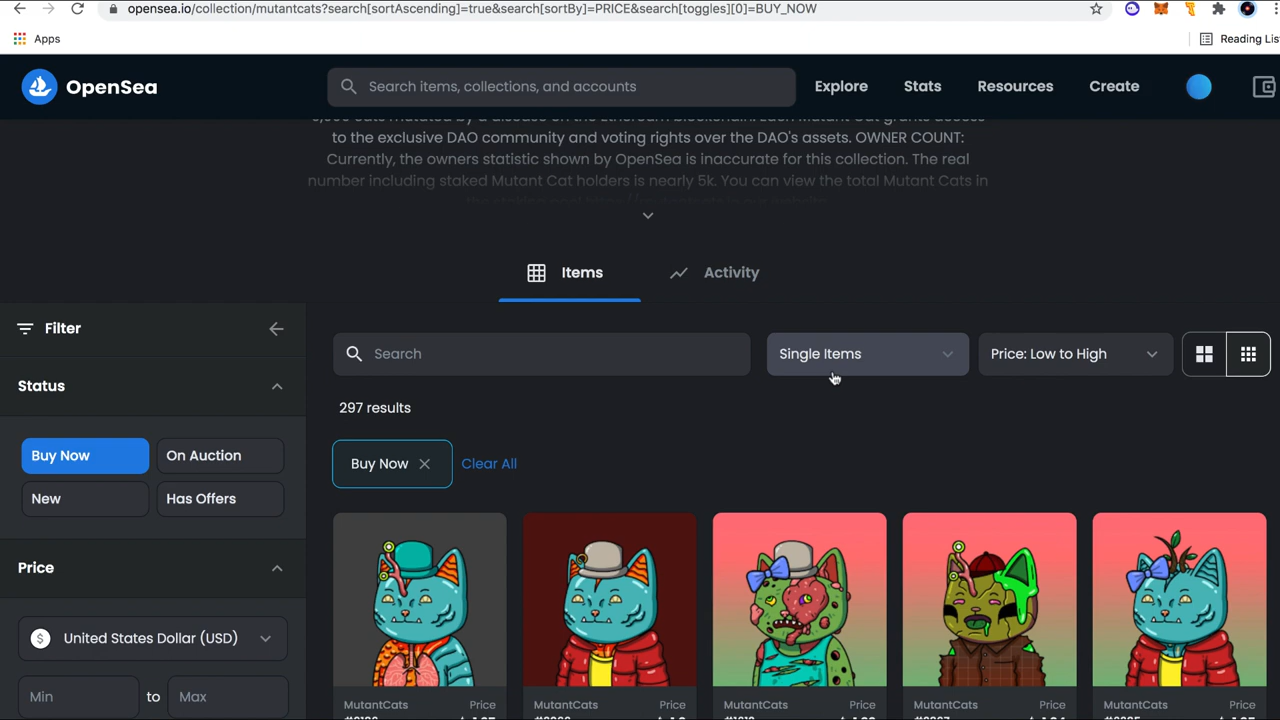 opensea.io/collection/mutantcats?search[sortAscending]=true&search[sortBy]=PRICE&search[toggles][0]=BUY_NOW
Apps
Reading Lis
OpenSea
Search items, collections, and accounts
Explore
Stats
Resources
Create
to the exclusive DAO community and voting rights over the DAO's assets. OWNER COUNT:
Currently, the owners statistic shown by OpenSea is inaccurate for this collection. The real
number including staked Mutant Cat holders is nearly 5k. You can view the total Mutant Cats in
Items
Activity
Filter
Search
Single Items
Price: Low to High
Status
297 results
Buy Now
On Auction
Buy Now
Clear All
New
Has Offers
Price
United States Dollar (USD)
Min
to
Max
MutantCats Price
MutantCats Price
MutantCats Price
MutantCats Price
MutantCats Price